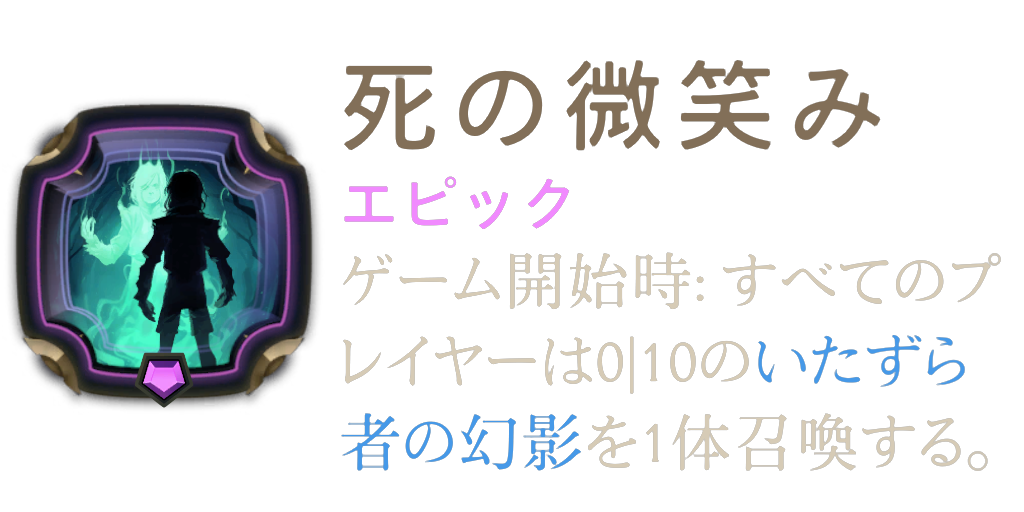 死の微笑み
エピック
ゲーム開始時: すべてのプ
レイヤーは0|10のいたずら
者の幻影を1体召喚する。